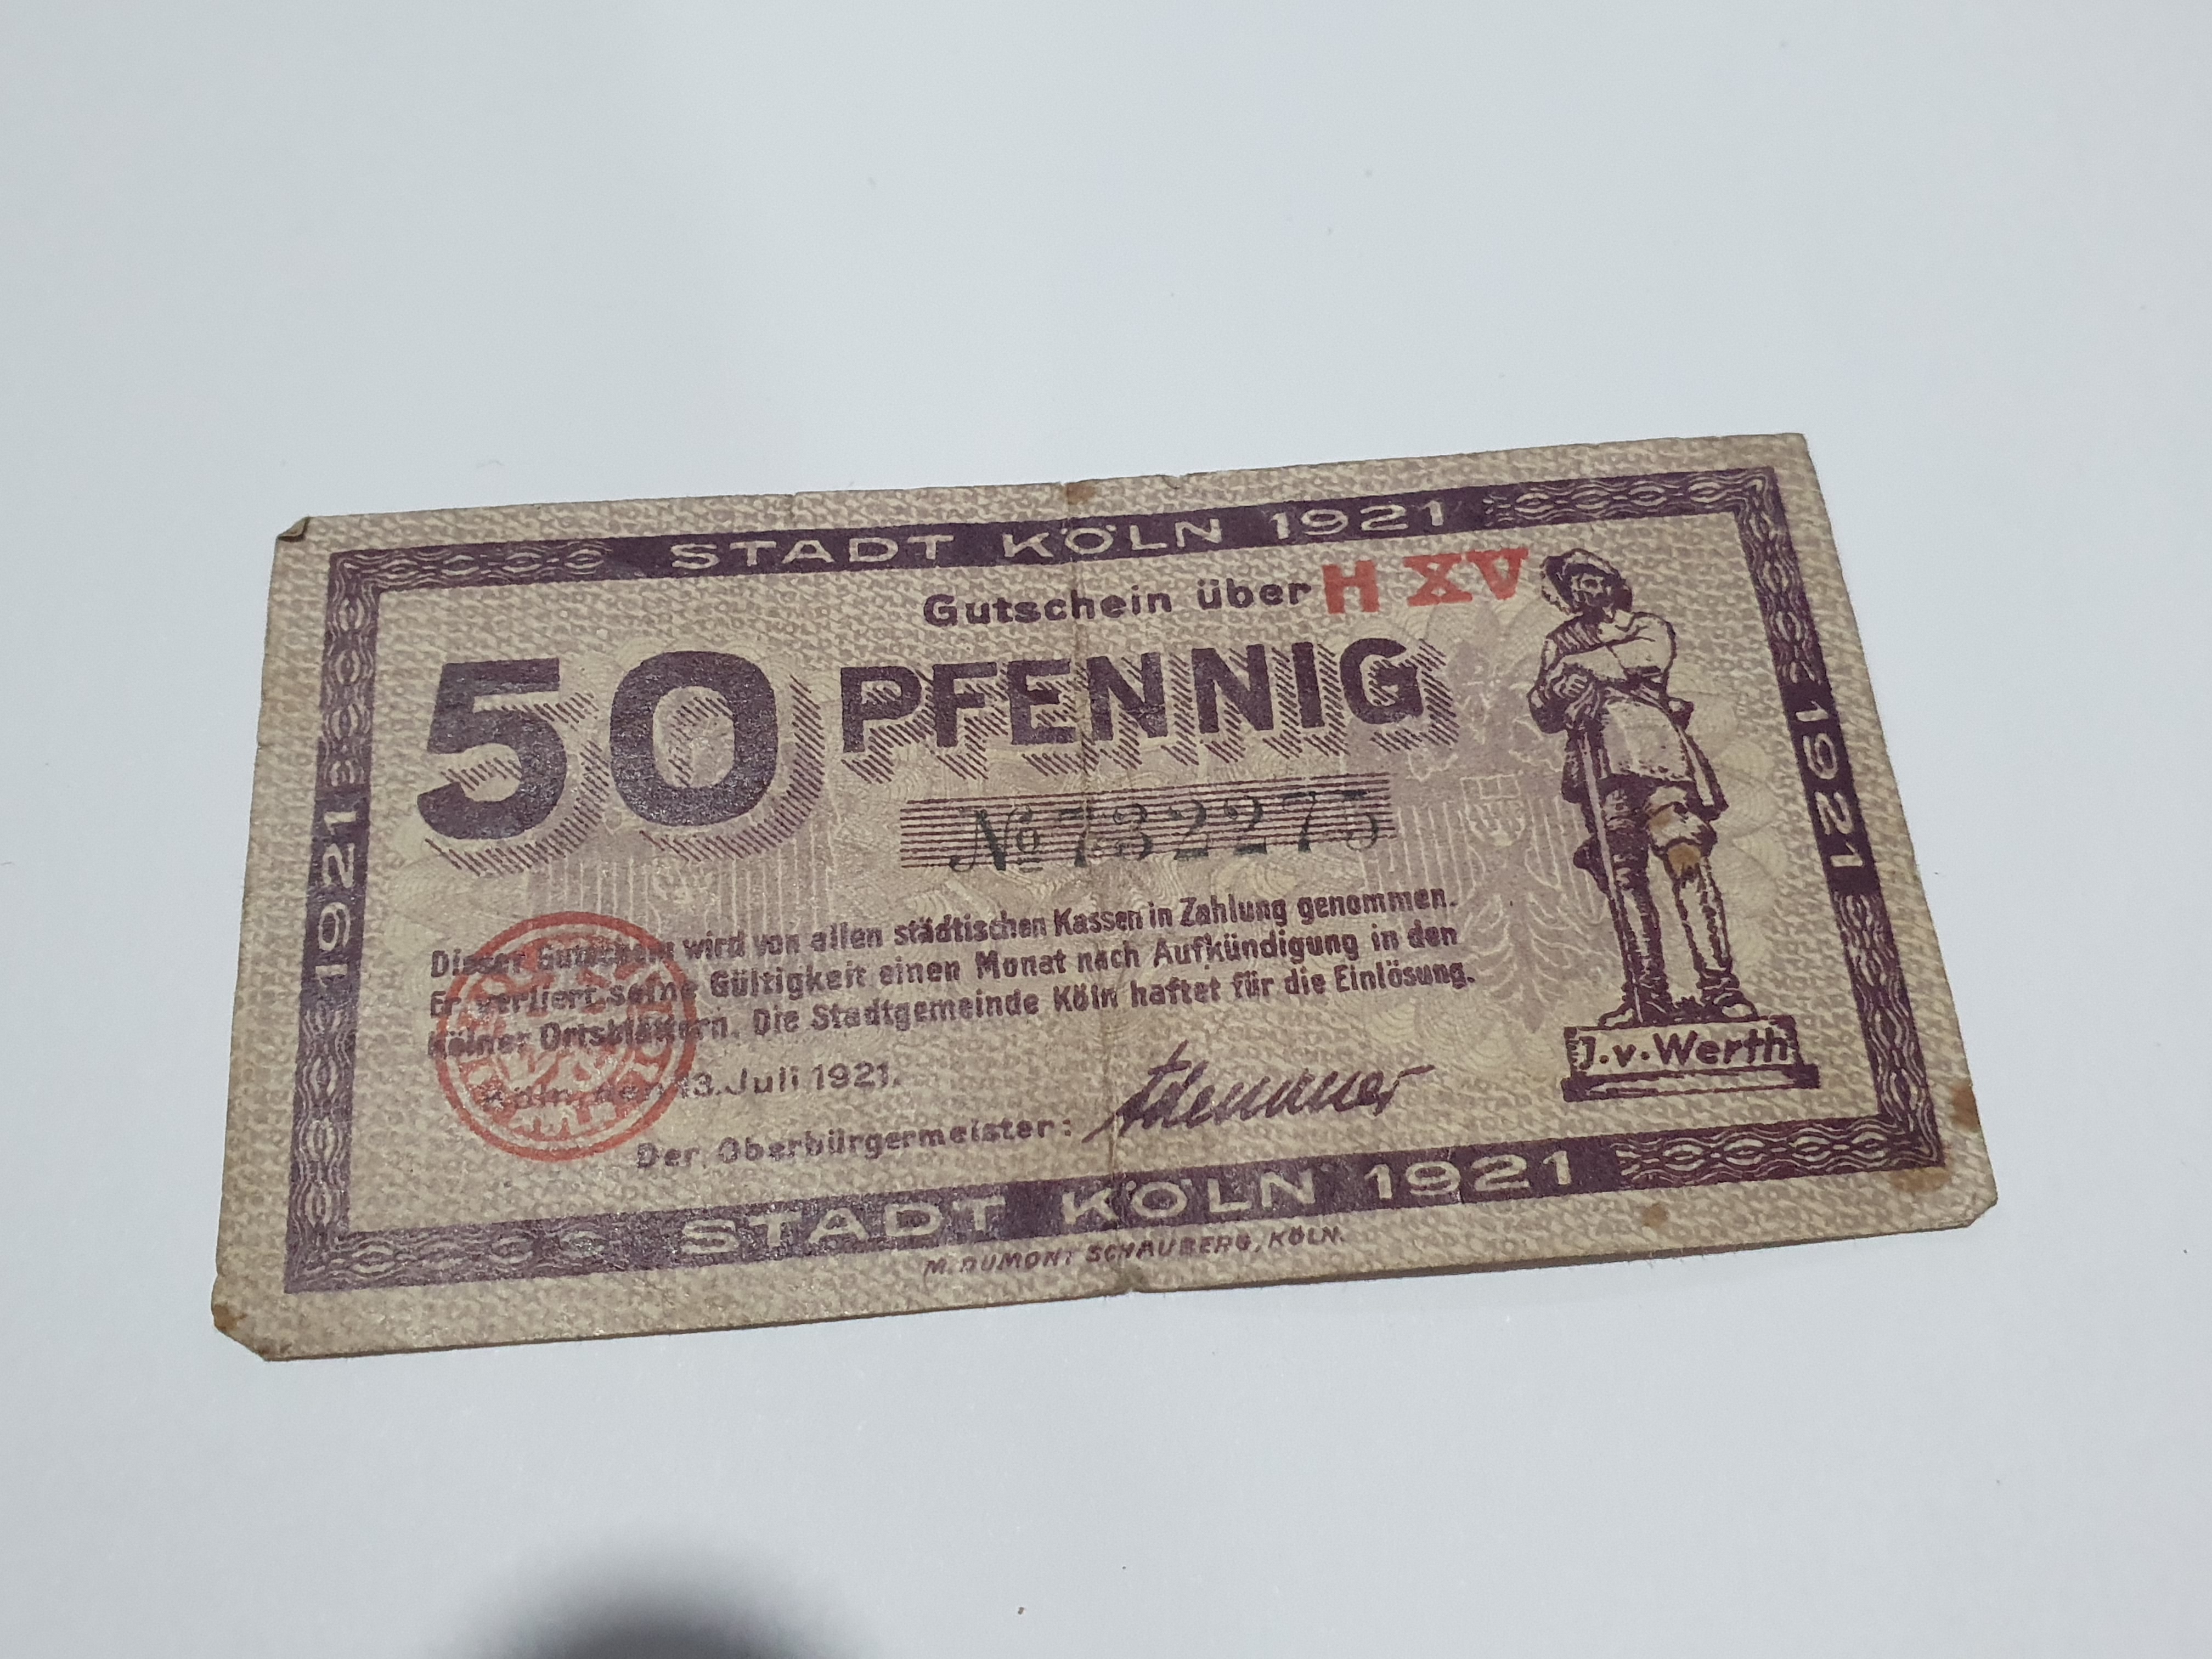 STADT KÖLN 1921
Gutschein über H XV
50 PFENNIG
№ 732275
Dieser Gutschein wird von allen städtischen Kassen in Zahlung genommen.
Er verliert seine Gültigkeit einen Monat nach Aufkündigung in den
Kölner Ortsblättern. Die Stadtgemeinde Köln haftet für die Einlösung.
Köln, den 13. Juli 1921.
Der Oberbürgermeister:
J. v. Werth
1921
1921
STADT KÖLN 1921
M. DUMONT SCHAUBERG, KÖLN.